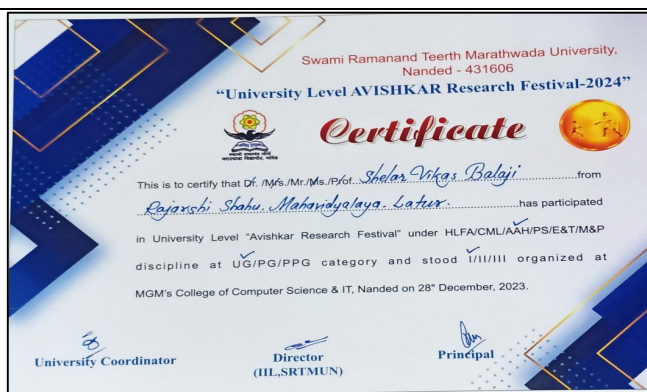 Swami Ramanand Teerth Marathwada University,
Nanded - 431606
“University Level AVISHKAR Research Festival-2024”
Certificate
This is to certify that Dr. /Mrs./Mr./Ms./Prof. Shelar Vikas Balaji from
Rajarshi Shahu. Mahavidyalaya. Latur. has participated
in University Level “Avishkar Research Festival” under HLFA/CML/AAH/PS/E&T/M&P
discipline at UG/PG/PPG category and stood I/II/III organized at
MGM's College of Computer Science & IT, Nanded on 28" December, 2023.
University Coordinator
Director
(IIL,SRTMUN)
Principal